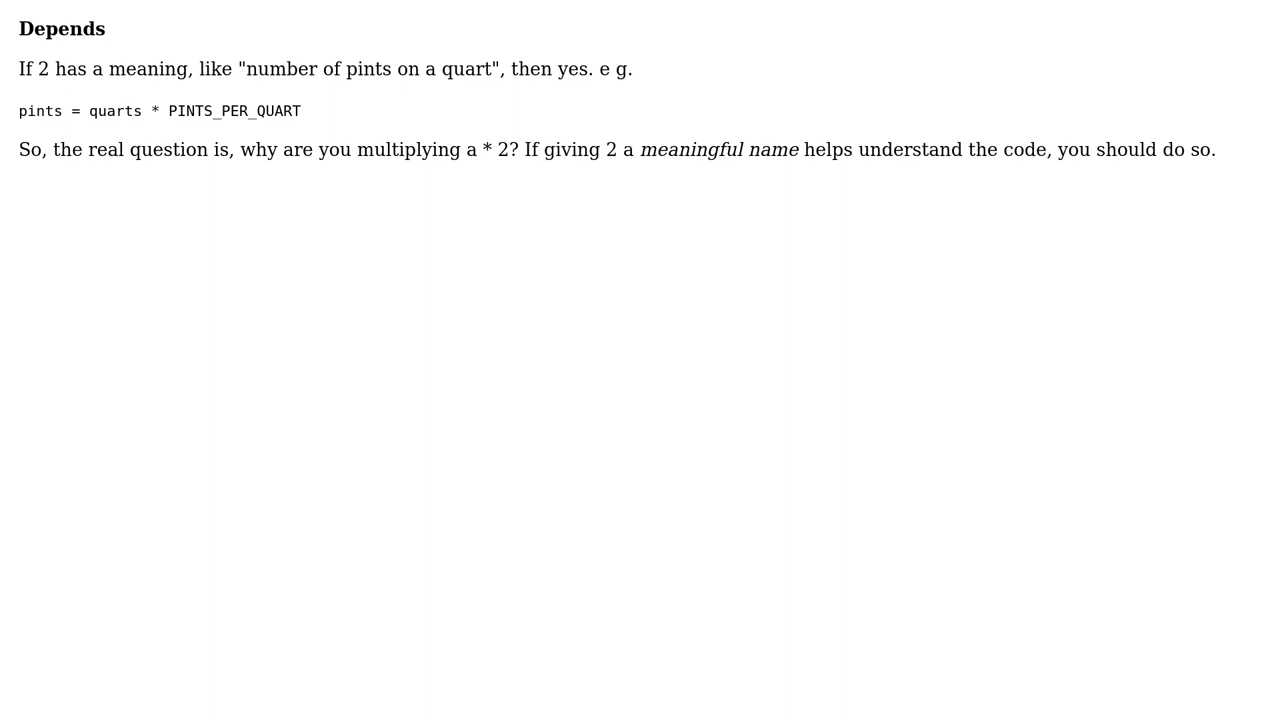 Depends
If 2 has a meaning, like "number of pints on a quart", then yes. e g.
pints = quarts * PINTS_PER_QUART
So, the real question is, why are you multiplying a * 2? If giving 2 a meaningful name helps understand the code, you should do so.